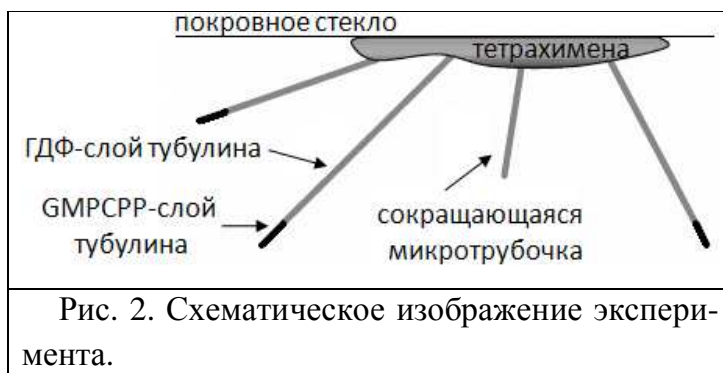 покровное стекло
тетрахимена
ГДФ-слой тубулина
GMPCPP-слой
тубулина
сокращающаяся
микротрубочка
Рис. 2. Схематическое изображение экспери-
мента.